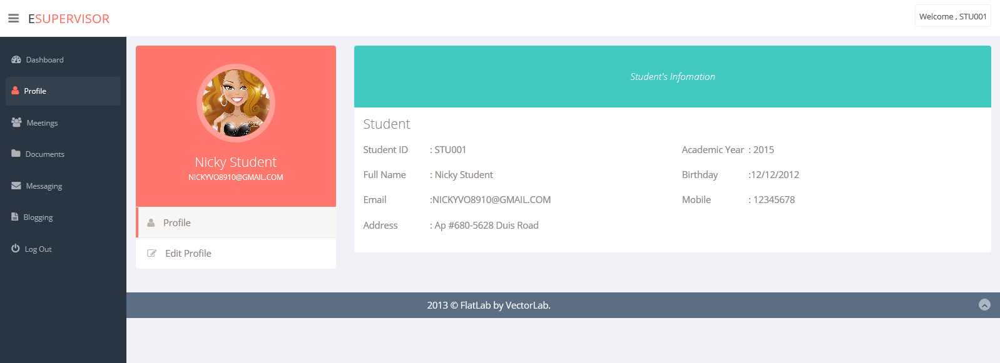 ESUPERVISOR
Welcome , STU001
Dashboard
Profile
Meetings
Documents
Messaging
Blogging
Log Out
Nicky Student
NICKYVO8910@GMAIL.COM
Profile
Edit Profile
Student's Infomation
Student
Student ID : STU001 Academic Year : 2015
Full Name : Nicky Student Birthday :12/12/2012
Email :NICKYVO8910@GMAIL.COM Mobile : 12345678
Address : Ap #680-5628 Duis Road
2013 © FlatLab by VectorLab.